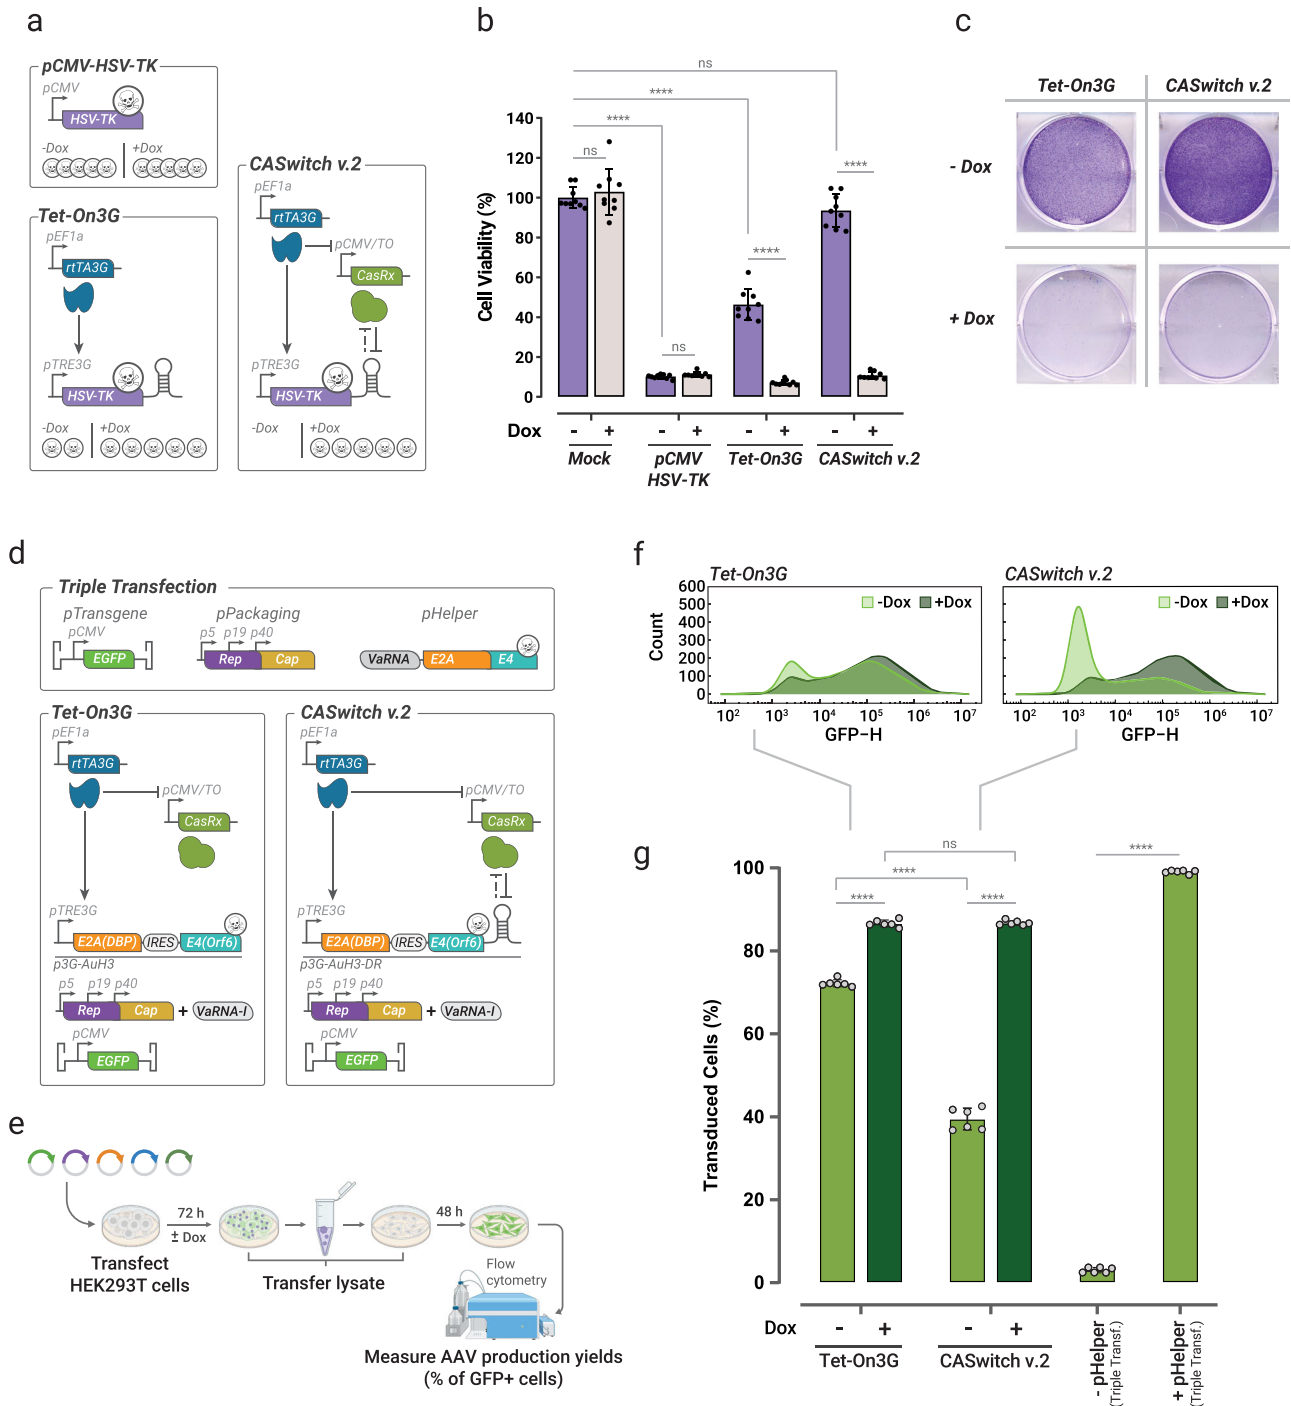 a
pCMV-HSV-TK
pCMV
HSV-TK
-Dox
+Dox
Tet-On3G
pEF1a
rtTA3G
pTRE3G
HSV-TK
-Dox
+Dox
CASwitch v.2
pEF1a
rtTA3G
pCMV/TO
CasRx
pTRE3G
HSV-TK
-Dox
+Dox
b
ns
****
****
ns
****
****
ns
140
120
100
80
60
40
20
0
Cell Viability (%)
Dox - + - + - + - +
Mock
pCMV
HSV-TK
Tet-On3G
CASwitch v.2
c
Tet-On3G CASwitch v.2
- Dox
+ Dox
d
Triple Transfection
pTransgene pPackaging pHelper
pCMV
EGFP
p5 p19 p40
Rep Cap
VaRNA E2A E4
Tet-On3G
pEF1a
rtTA3G
pCMV/TO
CasRx
pTRE3G
E2A(DBP) IRES E4(Orf6)
p3G-AuH3
p5 p19 p40
Rep Cap + VaRNA-I
pCMV
EGFP
CASwitch v.2
pEF1a
rtTA3G
pCMV/TO
CasRx
pTRE3G
E2A(DBP) IRES E4(Orf6)
p3G-AuH3-DR
p5 p19 p40
Rep Cap + VaRNA-I
pCMV
EGFP
e
72 h
± Dox
48 h
Transfect
HEK293T cells
Transfer lysate
Flow
cytometry
Measure AAV production yields
(% of GFP+ cells)
f
Tet-On3G
-Dox +Dox
600
500
400
300
200
100
0
Count
10² 10³ 10⁴ 10⁵ 10⁶ 10⁷
GFP-H
CASwitch v.2
-Dox +Dox
10² 10³ 10⁴ 10⁵ 10⁶ 10⁷
GFP-H
g
ns
****
****
****
****
100
80
60
40
20
0
Transduced Cells (%)
Dox - + - +
Tet-On3G CASwitch v.2
- pHelper
(Triple Transf.)
+ pHelper
(Triple Transf.)